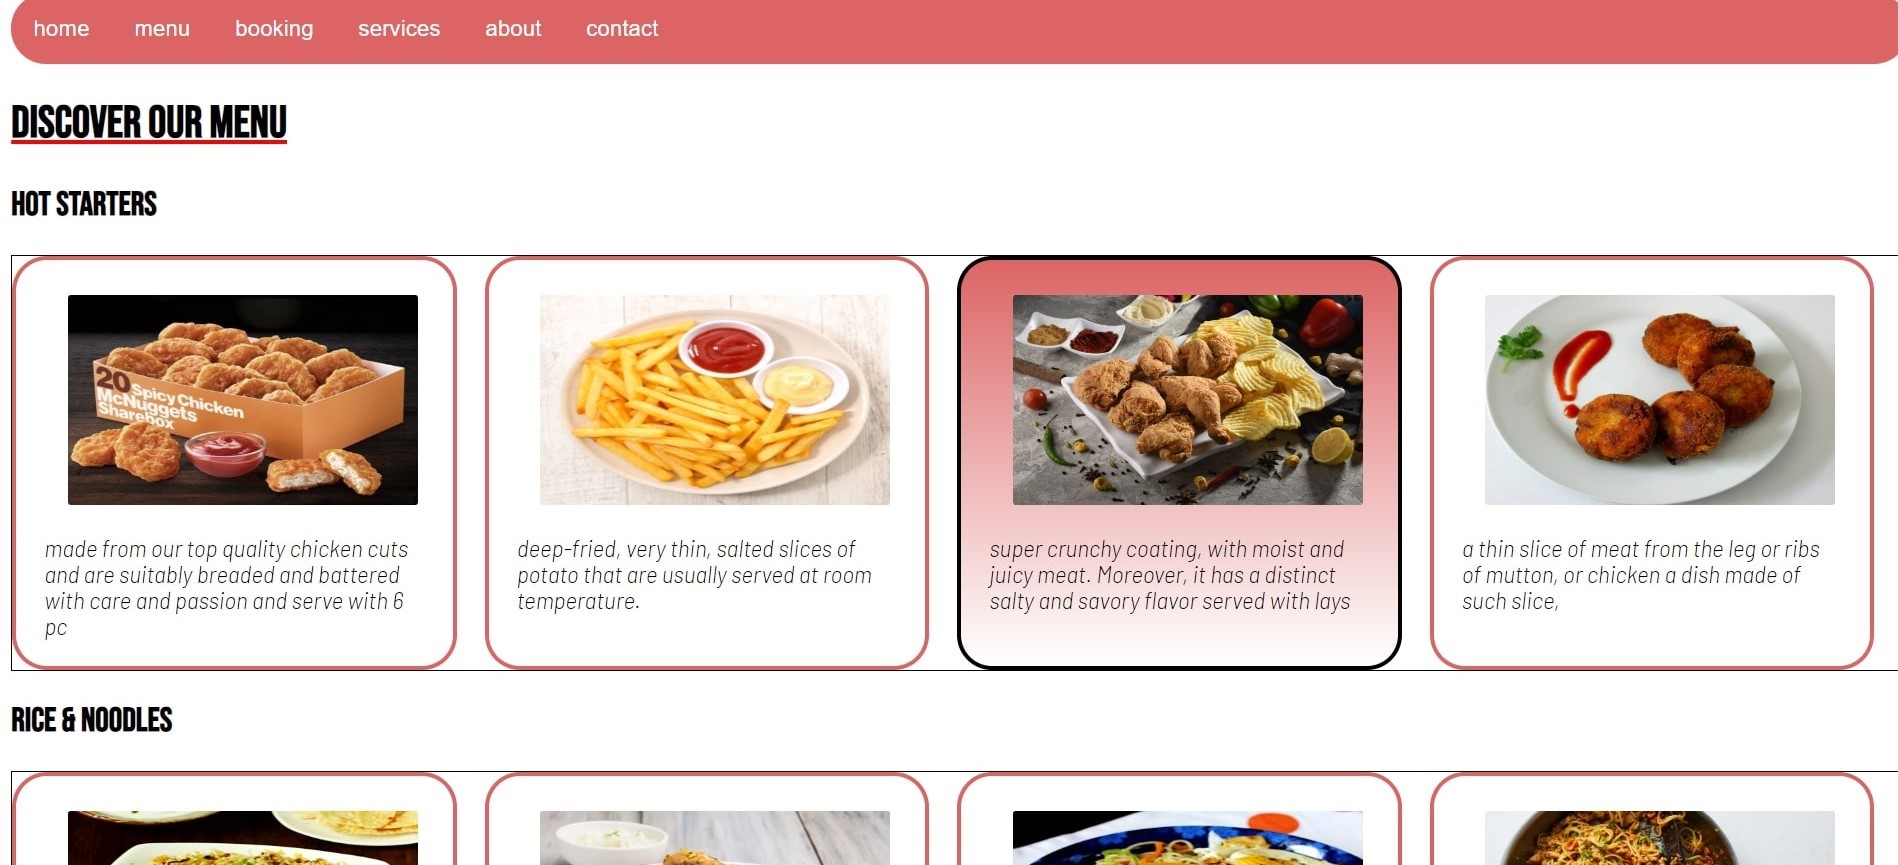 home menu booking services about contact
DISCOVER OUR MENU
HOT STARTERS
20 Spicy Chicken
McNuggets
Sharebox
made from our top quality chicken cuts
and are suitably breaded and battered
with care and passion and serve with 6
pc
deep-fried, very thin, salted slices of
potato that are usually served at room
temperature.
super crunchy coating, with moist and
juicy meat. Moreover, it has a distinct
salty and savory flavor served with lays
a thin slice of meat from the leg or ribs
of mutton, or chicken a dish made of
such slice,
RICE & NOODLES